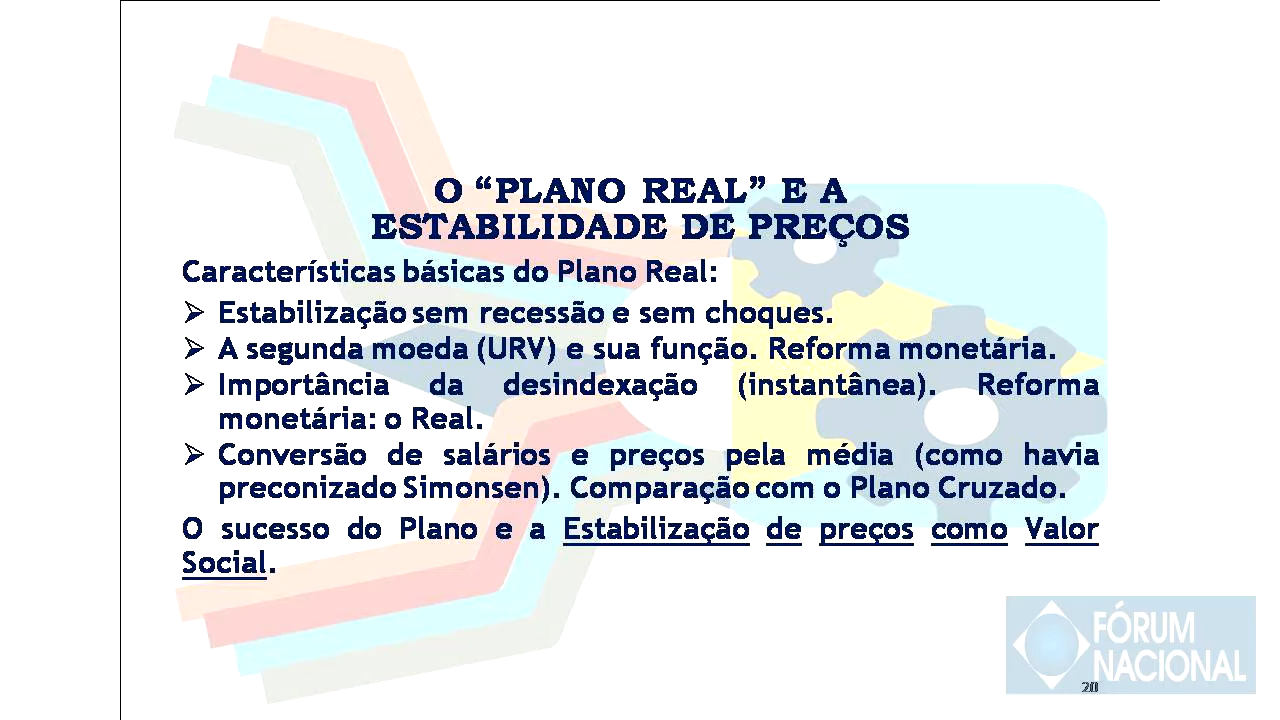 O “PLANO REAL” E A
ESTABILIDADE DE PREÇOS
Características básicas do Plano Real:
➢ Estabilização sem recessão e sem choques.
➢ A segunda moeda (URV) e sua função. Reforma monetária.
➢ Importância da desindexação (instantânea). Reforma
monetária: o Real.
➢ Conversão de salários e preços pela média (como havia
preconizado Simonsen). Comparação com o Plano Cruzado.
O sucesso do Plano e a Estabilização de preços como Valor
Social.
FÓRUM
NACIONAL
20